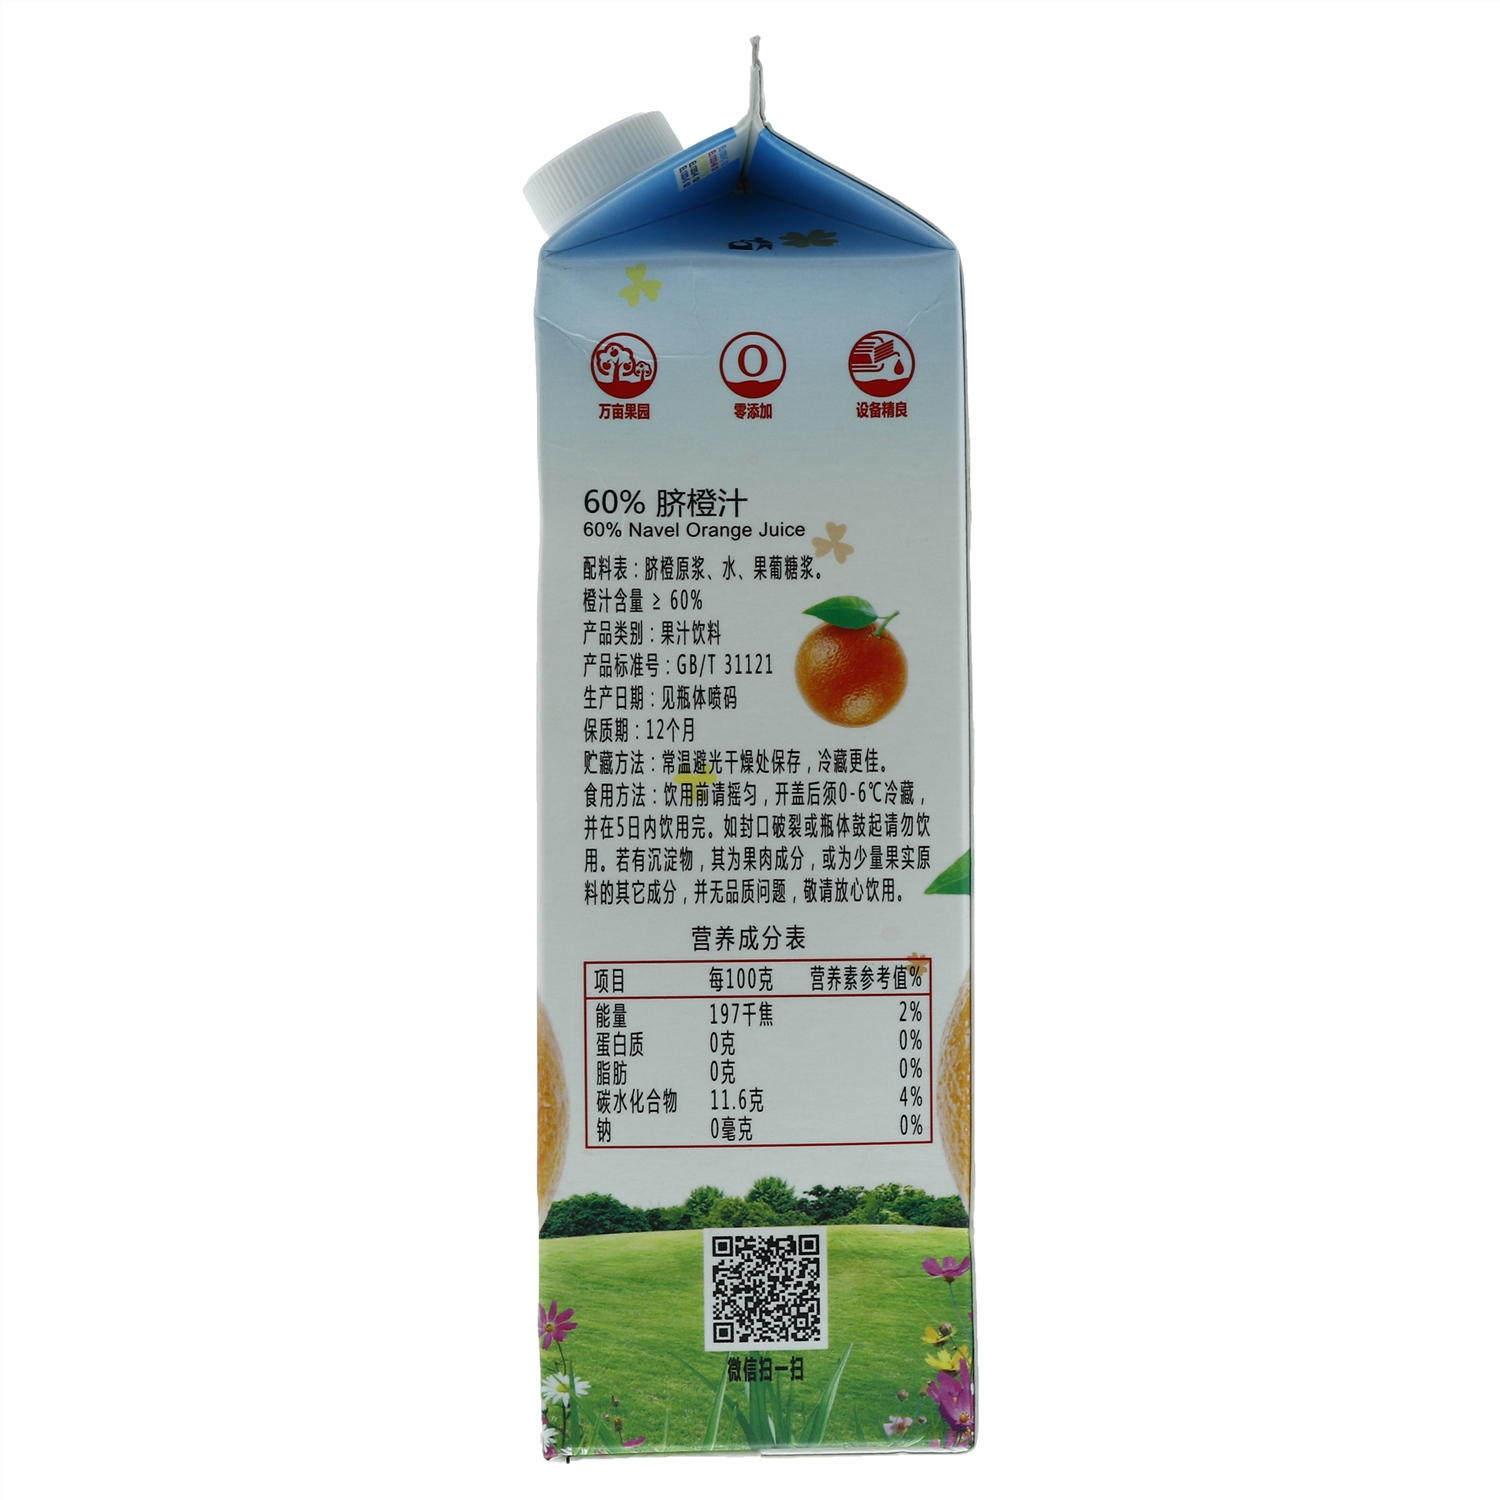 万亩果园
零添加
设备精良
60% 脐橙汁
60% Navel Orange Juice
配料表：脐橙原浆、水、果葡糖浆。
橙汁含量 ≥ 60%
产品类别：果汁饮料
产品标准号：GB/T 31121
生产日期：见瓶体喷码
保质期：12个月
贮藏方法：常温避光干燥处保存，冷藏更佳。
食用方法：饮用前请摇匀，开盖后须0-6℃冷藏，
并在5日内饮用完。如封口破裂或瓶体鼓起请勿饮
用。若有沉淀物，其为果肉成分，或为少量果实原
料的其它成分，并无品质问题，敬请放心饮用。
营养成分表
项目 每100克 营养素参考值%
能量 197千焦 2%
蛋白质 0克 0%
脂肪 0克 0%
碳水化合物 11.6克 4%
钠 0毫克 0%
微信扫一扫